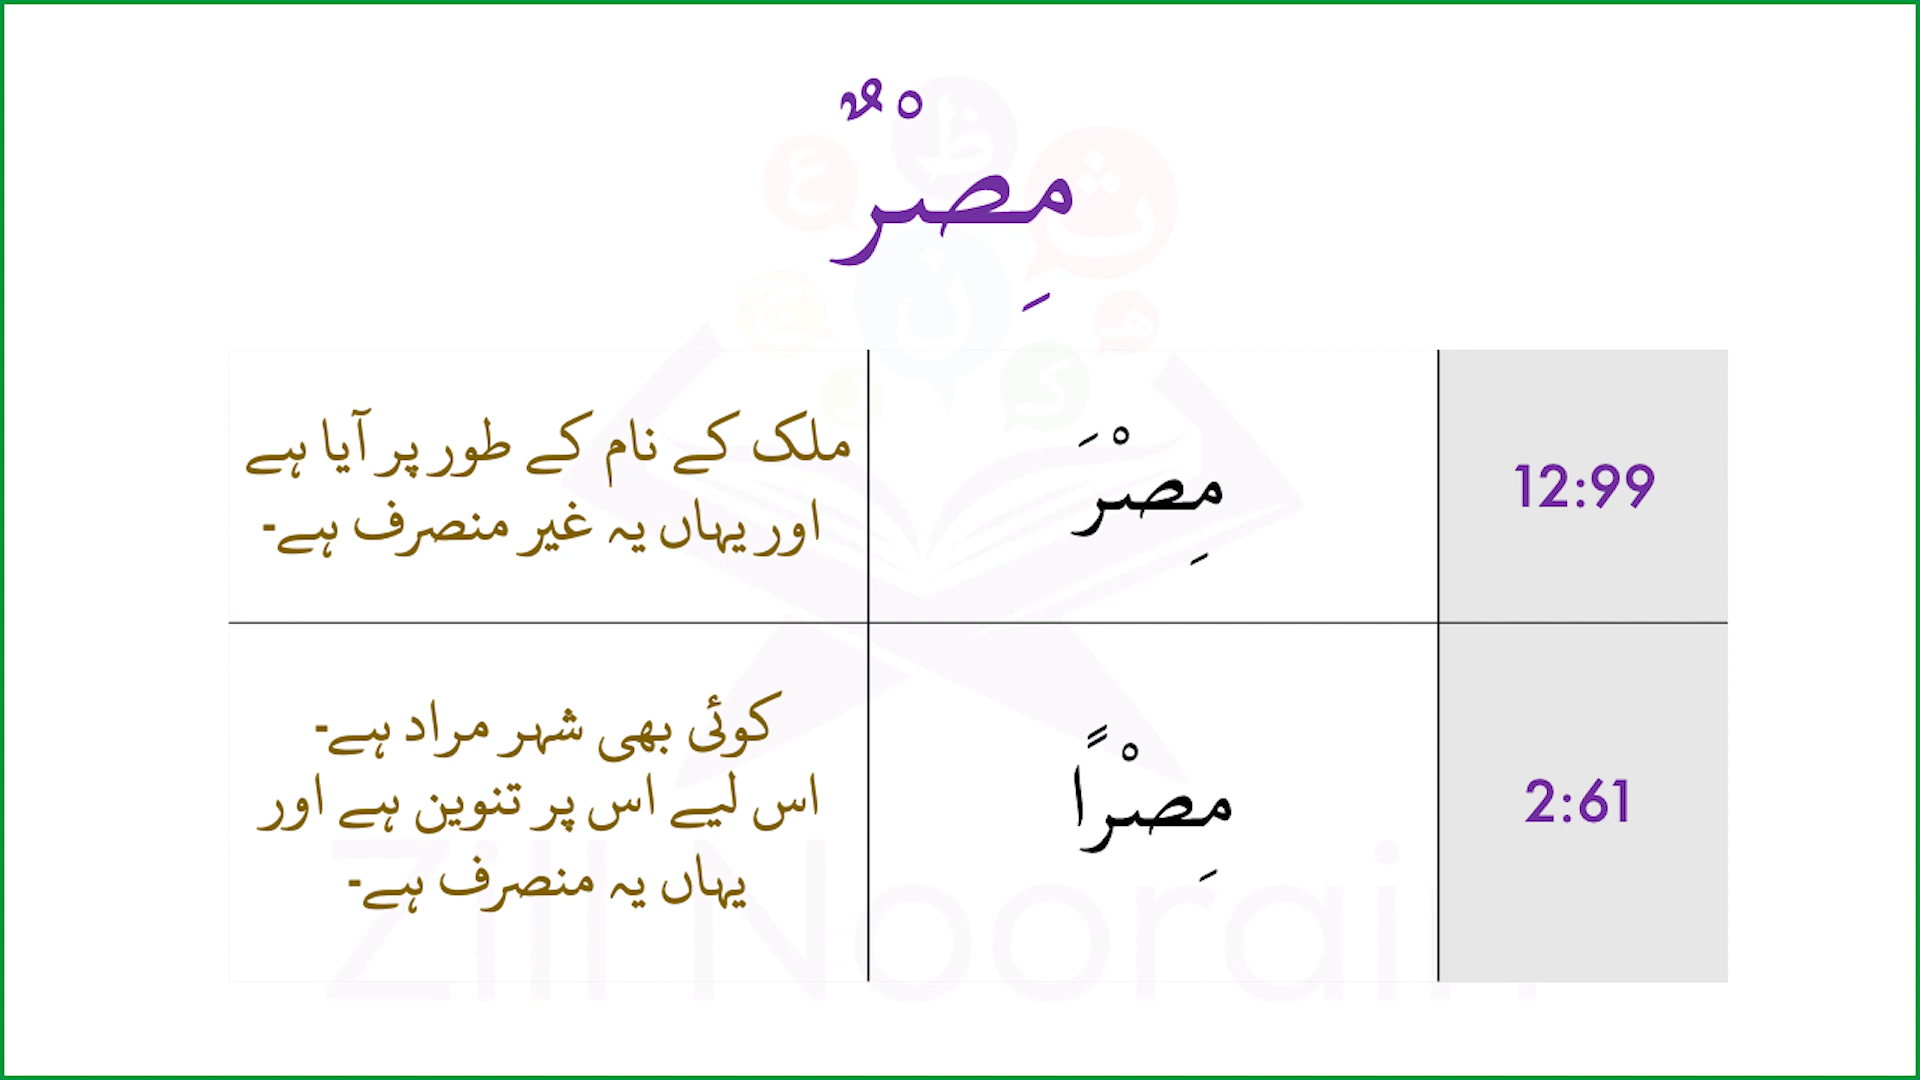 مِصْرٌ
12:99
مِصْرَ
ملک کے نام کے طور پر آیا ہے
اور یہاں یہ غیر منصرف ہے۔
2:61
مِصْرًا
کوئی بھی شہر مراد ہے۔
اس لیے اس پر تنوین ہے اور
یہاں یہ منصرف ہے۔
Zill Noorain
ع
ظ
ث
ج
ن
ھ
ک